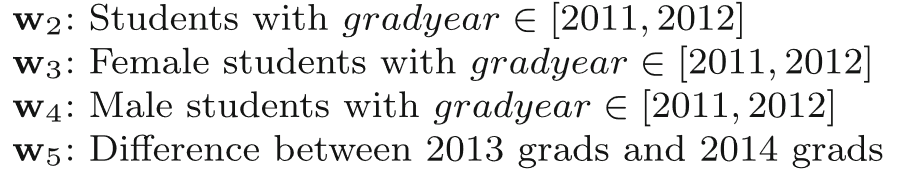 w₂: Students with gradyear ∈ [2011, 2012]
w₃: Female students with gradyear ∈ [2011, 2012]
w₄: Male students with gradyear ∈ [2011, 2012]
w₅: Difference between 2013 grads and 2014 grads